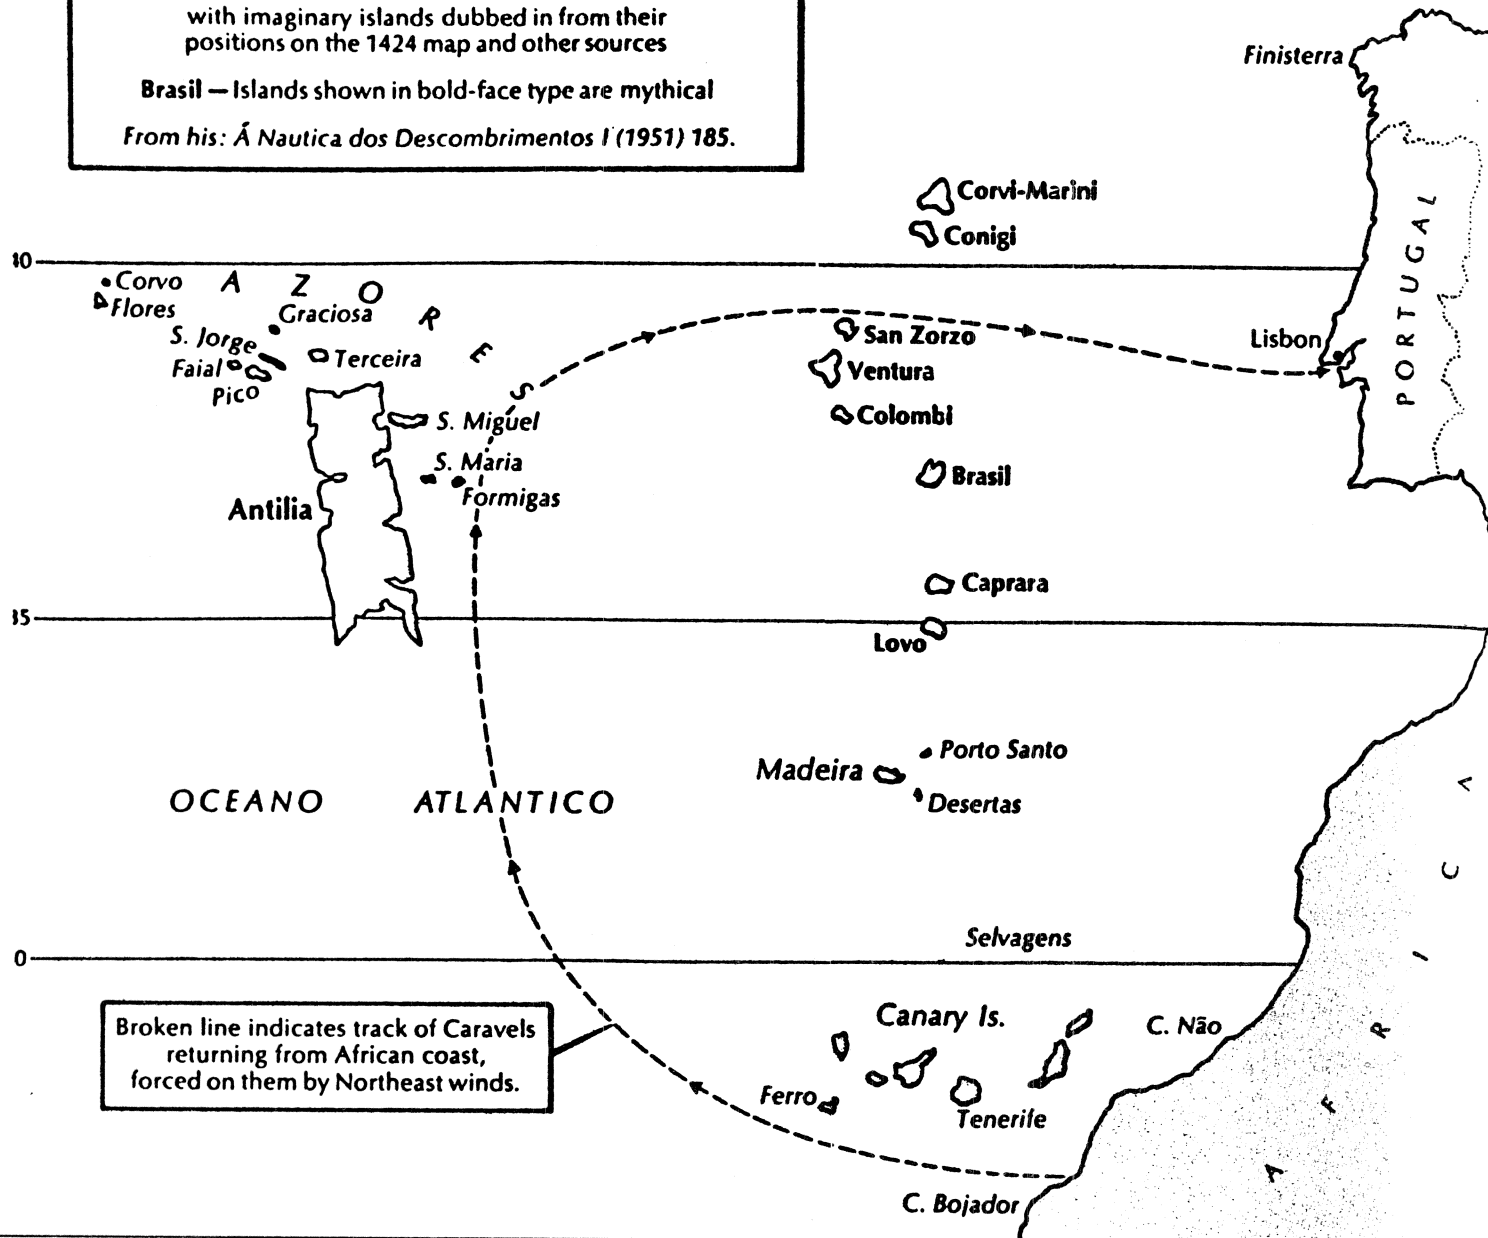 with imaginary islands dubbed in from their
positions on the 1424 map and other sources
Brasil — Islands shown in bold-face type are mythical
From his: Á Nautica dos Descombrimentos I (1951) 185.
Finisterra
Corvi-Marini
Conigi
Corvo
Flores
AZORES
Graciosa
S. Jorge
Faial
Pico
Terceira
San Zorzo
Lisbon
PORTUGAL
Ventura
Colombi
S. Miguel
S. Maria
Formigas
Brasil
Antilia
Caprara
35
Lovo
Porto Santo
Madeira
Desertas
OCEANO ATLANTICO
Selvagens
0
Canary Is.
C. Não
Broken line indicates track of Caravels
returning from African coast,
forced on them by Northeast winds.
Ferro
Tenerife
AFRICA
C. Bojador